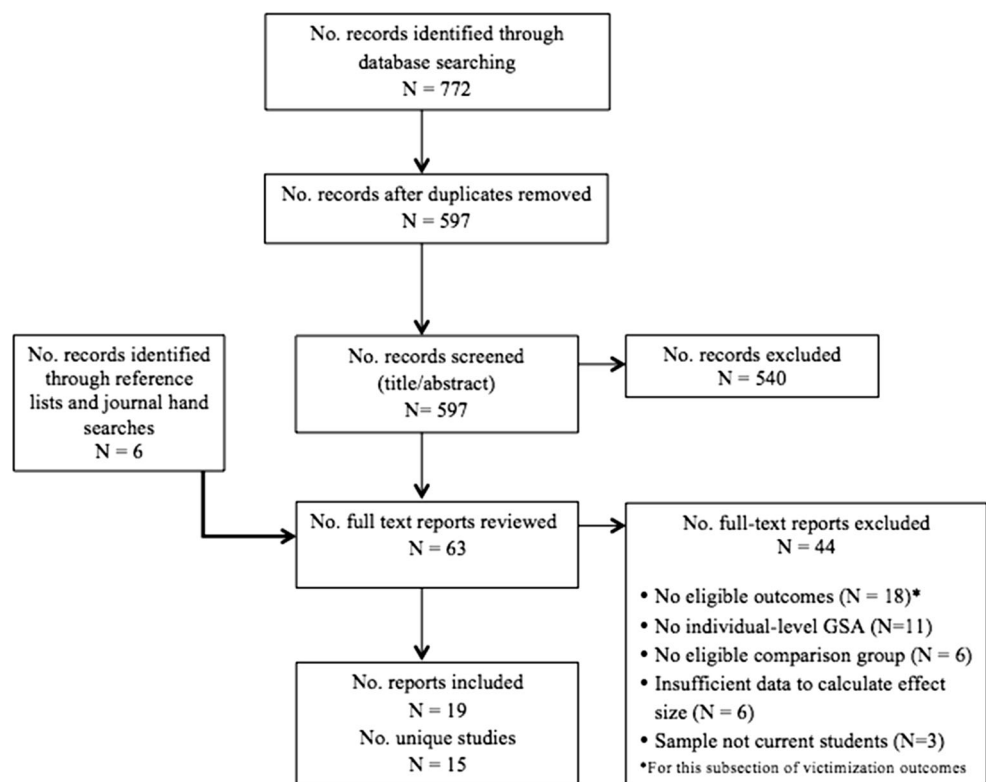 No. records identified through
database searching
N = 772
No. records after duplicates removed
N = 597
No. records identified
through reference
lists and journal hand
searches
N = 6
No. records screened
(title/abstract)
N= 597
No. records excluded
N = 540
No. full text reports reviewed
N = 63
No. full-text reports excluded
N = 44
• No eligible outcomes (N = 18)*
• No individual-level GSA (N=11)
• No eligible comparison group (N = 6)
• Insufficient data to calculate effect
size (N = 6)
• Sample not current students (N=3)
*For this subsection of victimization outcomes
No. reports included
N = 19
No. unique studies
N = 15